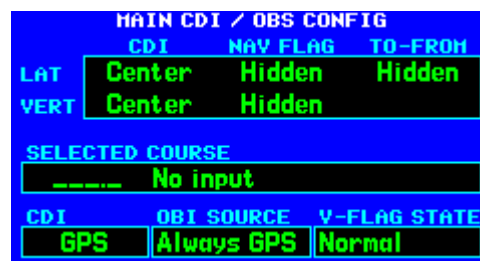 MAIN CDI / OBS CONFIG
CDI NAV FLAG TO-FROM
LAT Center Hidden Hidden
VERT Center Hidden
SELECTED COURSE
___._ No input
CDI OBI SOURCE V-FLAG STATE
GPS Always GPS Normal